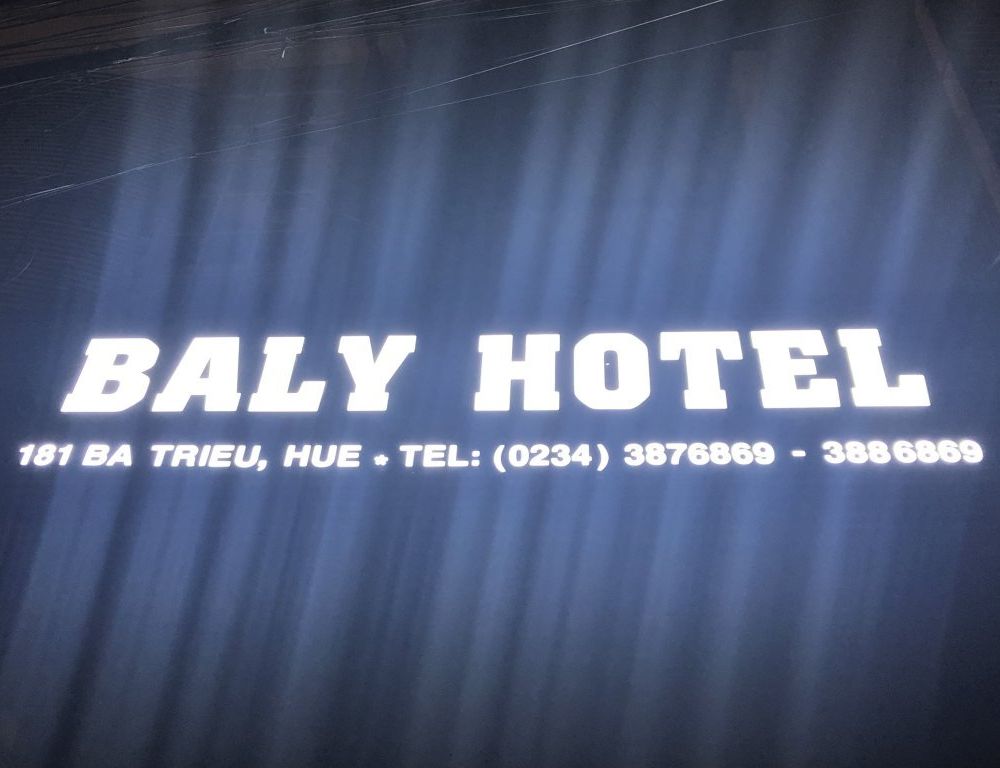 BALY HOTEL
181 BA TRIEU, HUE * TEL: (0234) 3876869 - 3886869